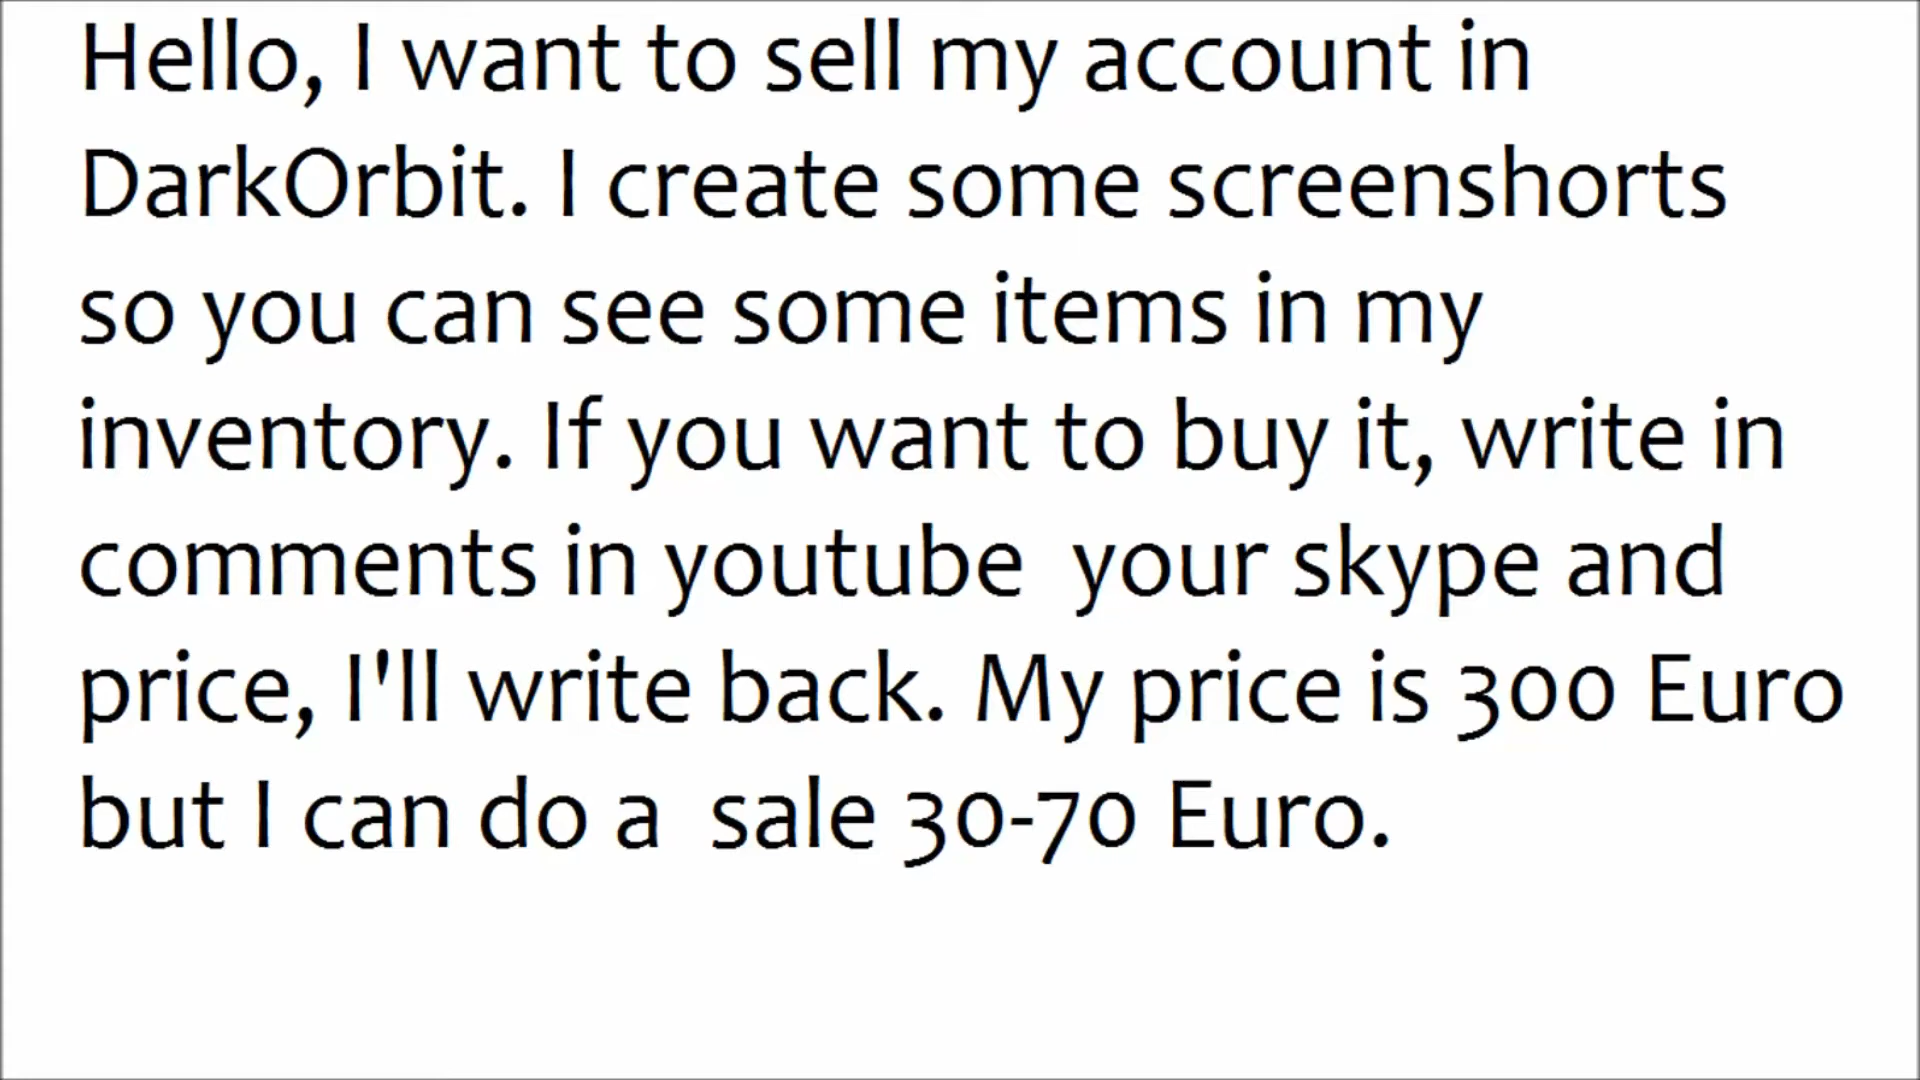 Hello, I want to sell my account in
DarkOrbit. I create some screenshorts
so you can see some items in my
inventory. If you want to buy it, write in
comments in youtube  your skype and
price, I'll write back. My price is 300 Euro
but I can do a  sale 30-70 Euro.